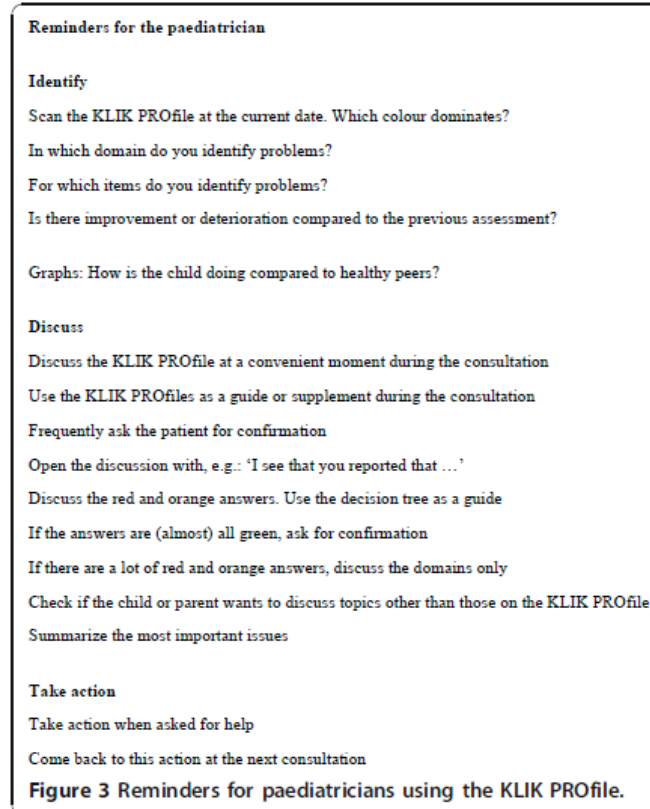 Reminders for the paediatrician
Identify
Scan the KLIK PROfile at the current date. Which colour dominates?
In which domain do you identify problems?
For which items do you identify problems?
Is there improvement or deterioration compared to the previous assessment?
Graphs: How is the child doing compared to healthy peers?
Discuss
Discuss the KLIK PROfile at a convenient moment during the consultation
Use the KLIK PROfiles as a guide or supplement during the consultation
Frequently ask the patient for confirmation
Open the discussion with, e.g.: ‘I see that you reported that …’
Discuss the red and orange answers. Use the decision tree as a guide
If the answers are (almost) all green, ask for confirmation
If there are a lot of red and orange answers, discuss the domains only
Check if the child or parent wants to discuss topics other than those on the KLIK PROfile
Summarize the most important issues
Take action
Take action when asked for help
Come back to this action at the next consultation
Figure 3 Reminders for paediatricians using the KLIK PROfile.